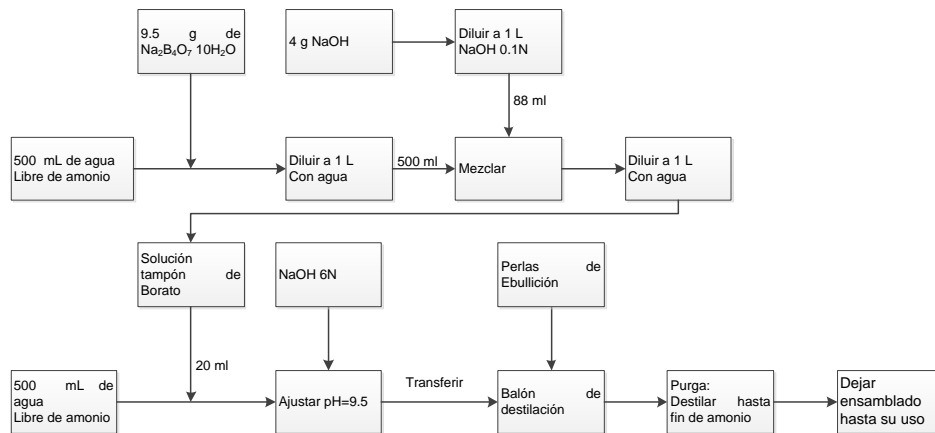 9.5 g de
Na₂B₄O₇ 10H₂O
4 g NaOH
Diluir a 1 L
NaOH 0.1N
88 ml
500 mL de agua
Libre de amonio
Diluir a 1 L
Con agua
500 ml
Mezclar
Diluir a 1 L
Con agua
Solución
tampón de
Borato
NaOH 6N
Perlas de
Ebullición
20 ml
500 mL de
agua
Libre de amonio
Ajustar pH=9.5
Transferir
Balón de
destilación
Purga:
Destilar hasta
fin de amonio
Dejar
ensamblado
hasta su uso